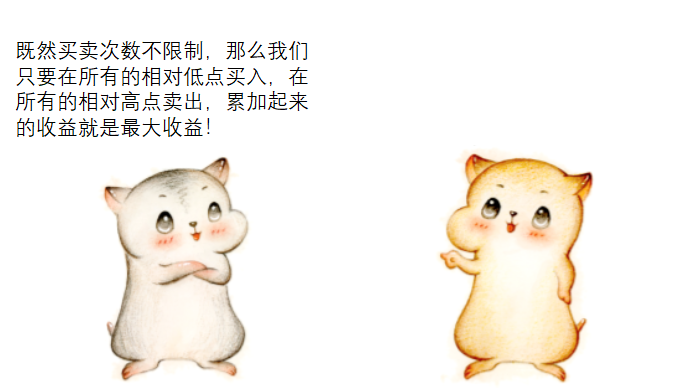 既然买卖次数不限制，那么我们
只要在所有的相对低点买入，在
所有的相对高点卖出，累加起来
的收益就是最大收益！